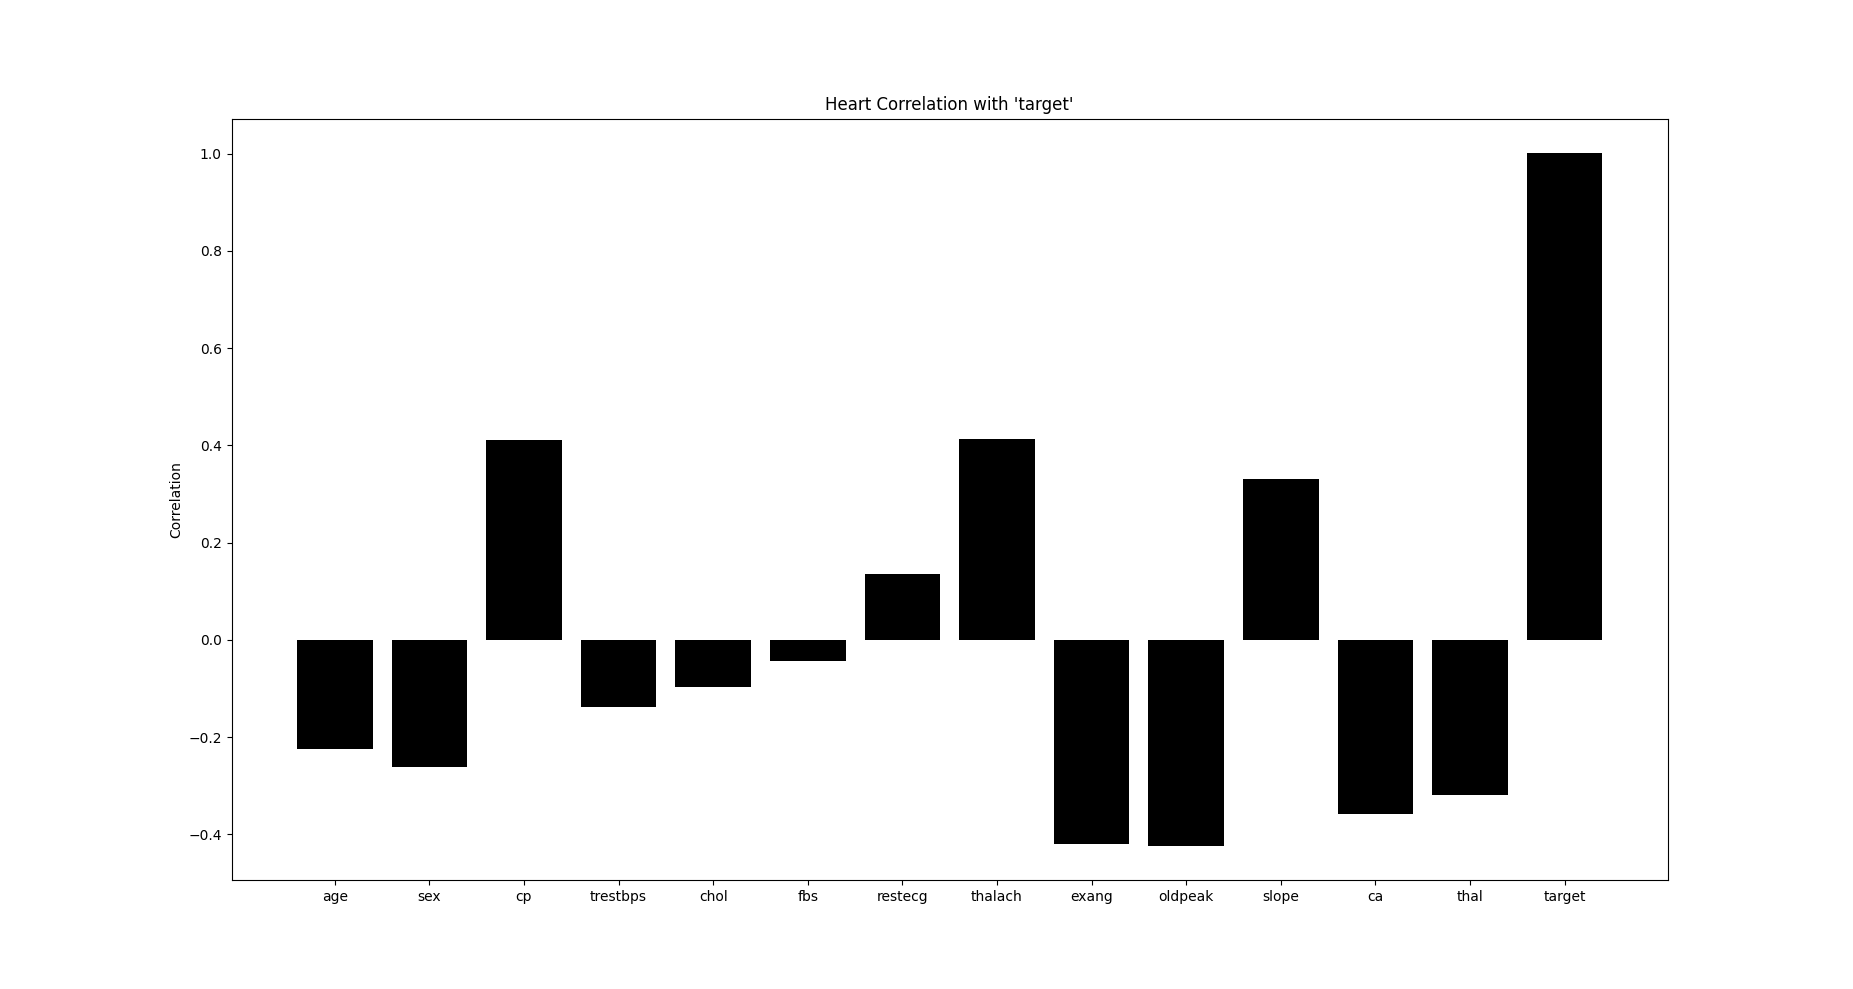 Heart Correlation with 'target'
1.0
0.8
0.6
0.4
0.2
0.0
−0.2
−0.4
Correlation
age sex cp trestbps chol fbs restecg thalach exang oldpeak slope ca thal target